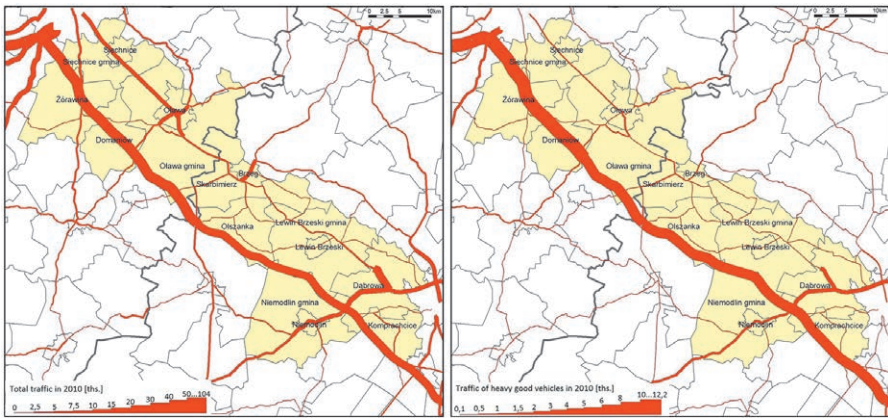 0 2,5 5 10km
Siechnice
Siechnice gmina
Żórawina
Oława
Domaniów
Oława gmina
Brzeg
Skarbimierz
Olszanka
Lewin Brzeski gmina
Lewin Brzeski
Dąbrowa
Niemodlin gmina
Niemodlin
Komprachcice
Total traffic in 2010 [ths.]
0 2,5 5 7,5 10 15 20 30 40 50...104
0 2,5 5 10km
Siechnice
Siechnice gmina
Żórawina
Oława
Domaniów
Oława gmina
Brzeg
Skarbimierz
Olszanka
Lewin Brzeski gmina
Lewin Brzeski
Dąbrowa
Niemodlin gmina
Niemodlin
Komprachcice
Traffic of heavy good vehicles in 2010 [ths.]
0,1 0,5 1 1,5 2 3 4 6 8 10...12,2